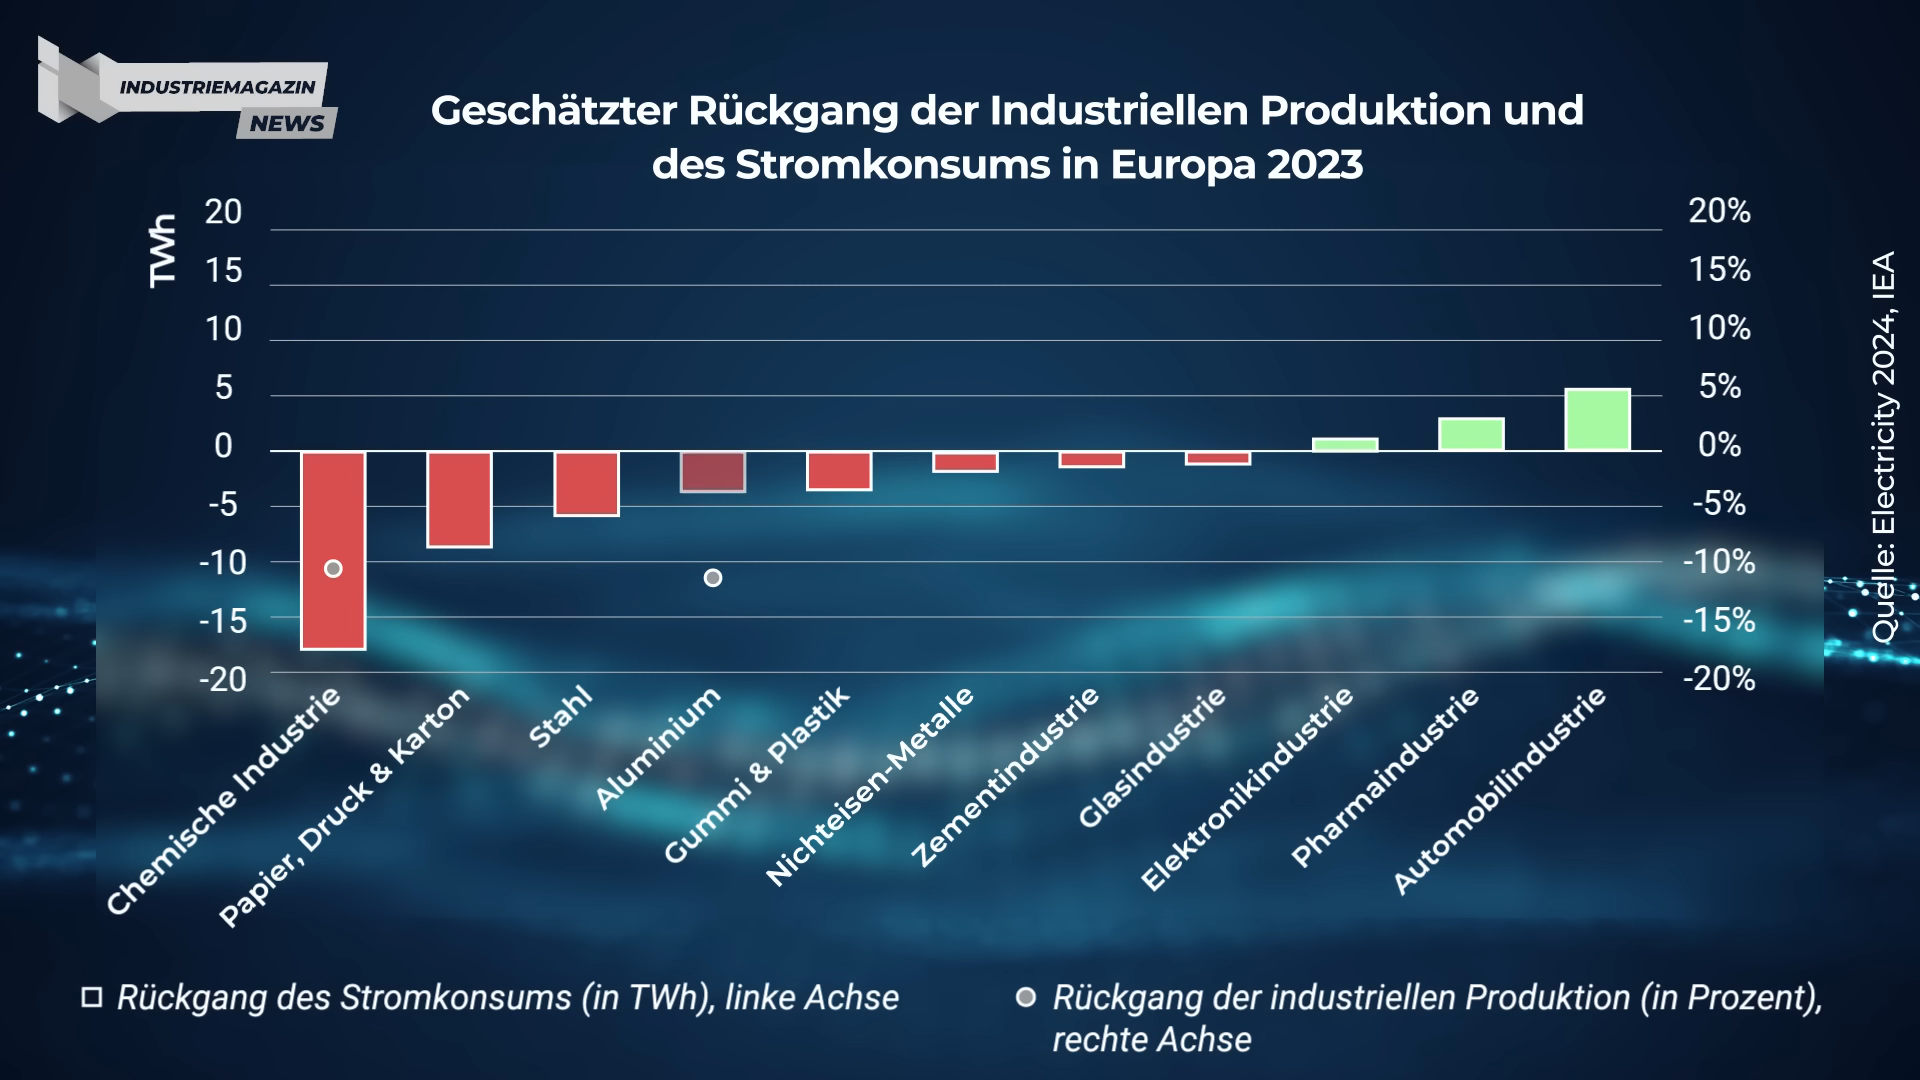 INDUSTRIEMAGAZIN
NEWS
Geschätzter Rückgang der Industriellen Produktion und
des Stromkonsums in Europa 2023
TWh
20
15
10
5
0
-5
-10
-15
-20
20%
15%
10%
5%
0%
-5%
-10%
-15%
-20%
Quelle: Electricity 2024, IEA
Chemische Industrie
Papier, Druck & Karton
Stahl
Aluminium
Gummi & Plastik
Nichteisen-Metalle
Zementindustrie
Glasindustrie
Elektronikindustrie
Pharmaindustrie
Automobilindustrie
Rückgang des Stromkonsums (in TWh), linke Achse
Rückgang der industriellen Produktion (in Prozent),
rechte Achse